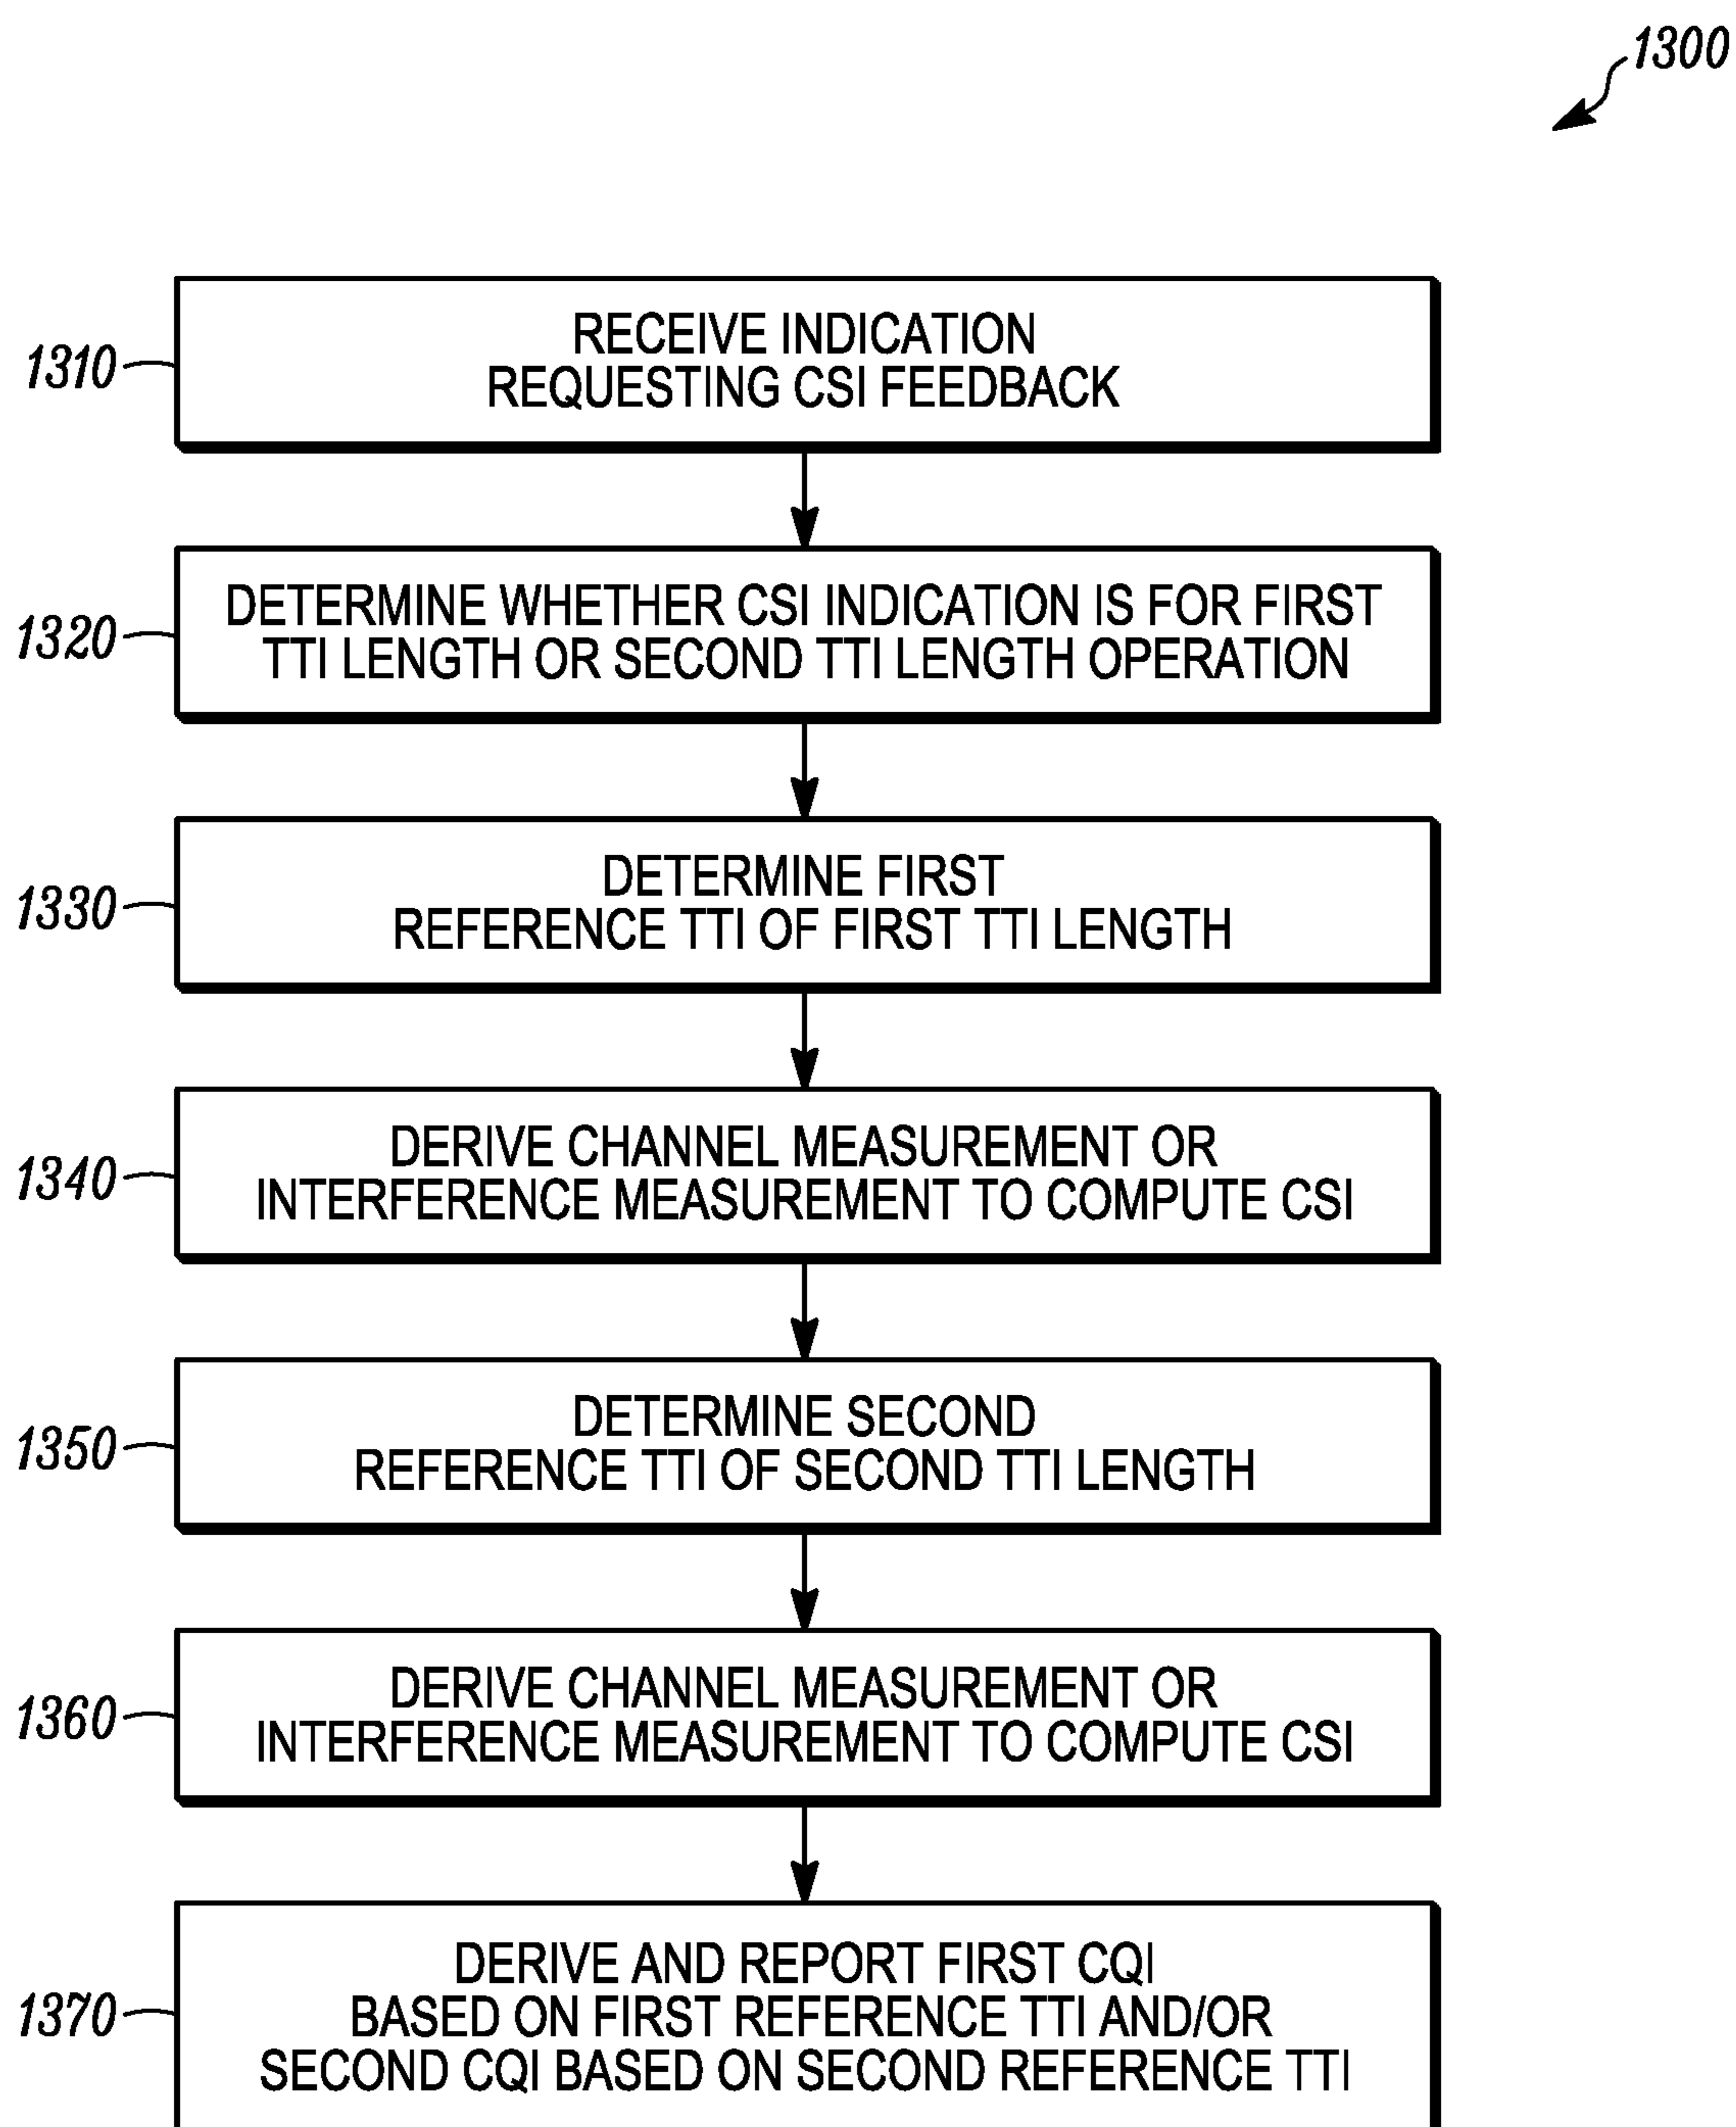 1300
1310
RECEIVE INDICATION
REQUESTING CSI FEEDBACK
1320
DETERMINE WHETHER CSI INDICATION IS FOR FIRST
TTI LENGTH OR SECOND TTI LENGTH OPERATION
1330
DETERMINE FIRST
REFERENCE TTI OF FIRST TTI LENGTH
1340
DERIVE CHANNEL MEASUREMENT OR
INTERFERENCE MEASUREMENT TO COMPUTE CSI
1350
DETERMINE SECOND
REFERENCE TTI OF SECOND TTI LENGTH
1360
DERIVE CHANNEL MEASUREMENT OR
INTERFERENCE MEASUREMENT TO COMPUTE CSI
1370
DERIVE AND REPORT FIRST CQI
BASED ON FIRST REFERENCE TTI AND/OR
SECOND CQI BASED ON SECOND REFERENCE TTI